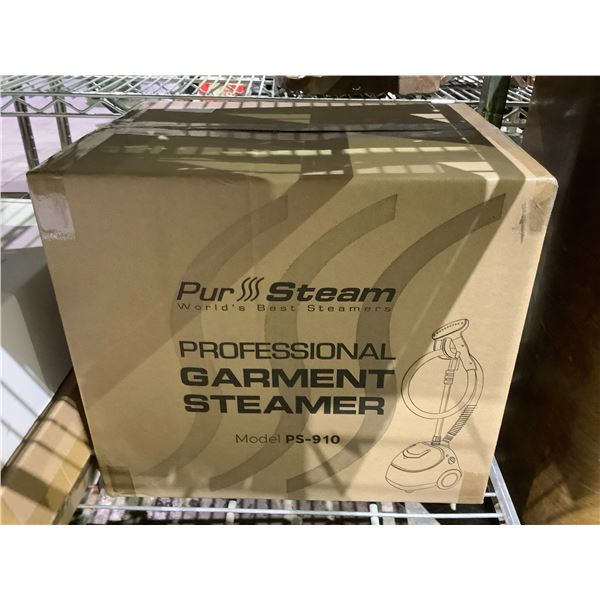 Pur Steam
World's Best Steamers
PROFESSIONAL
GARMENT
STEAMER
Model PS-910